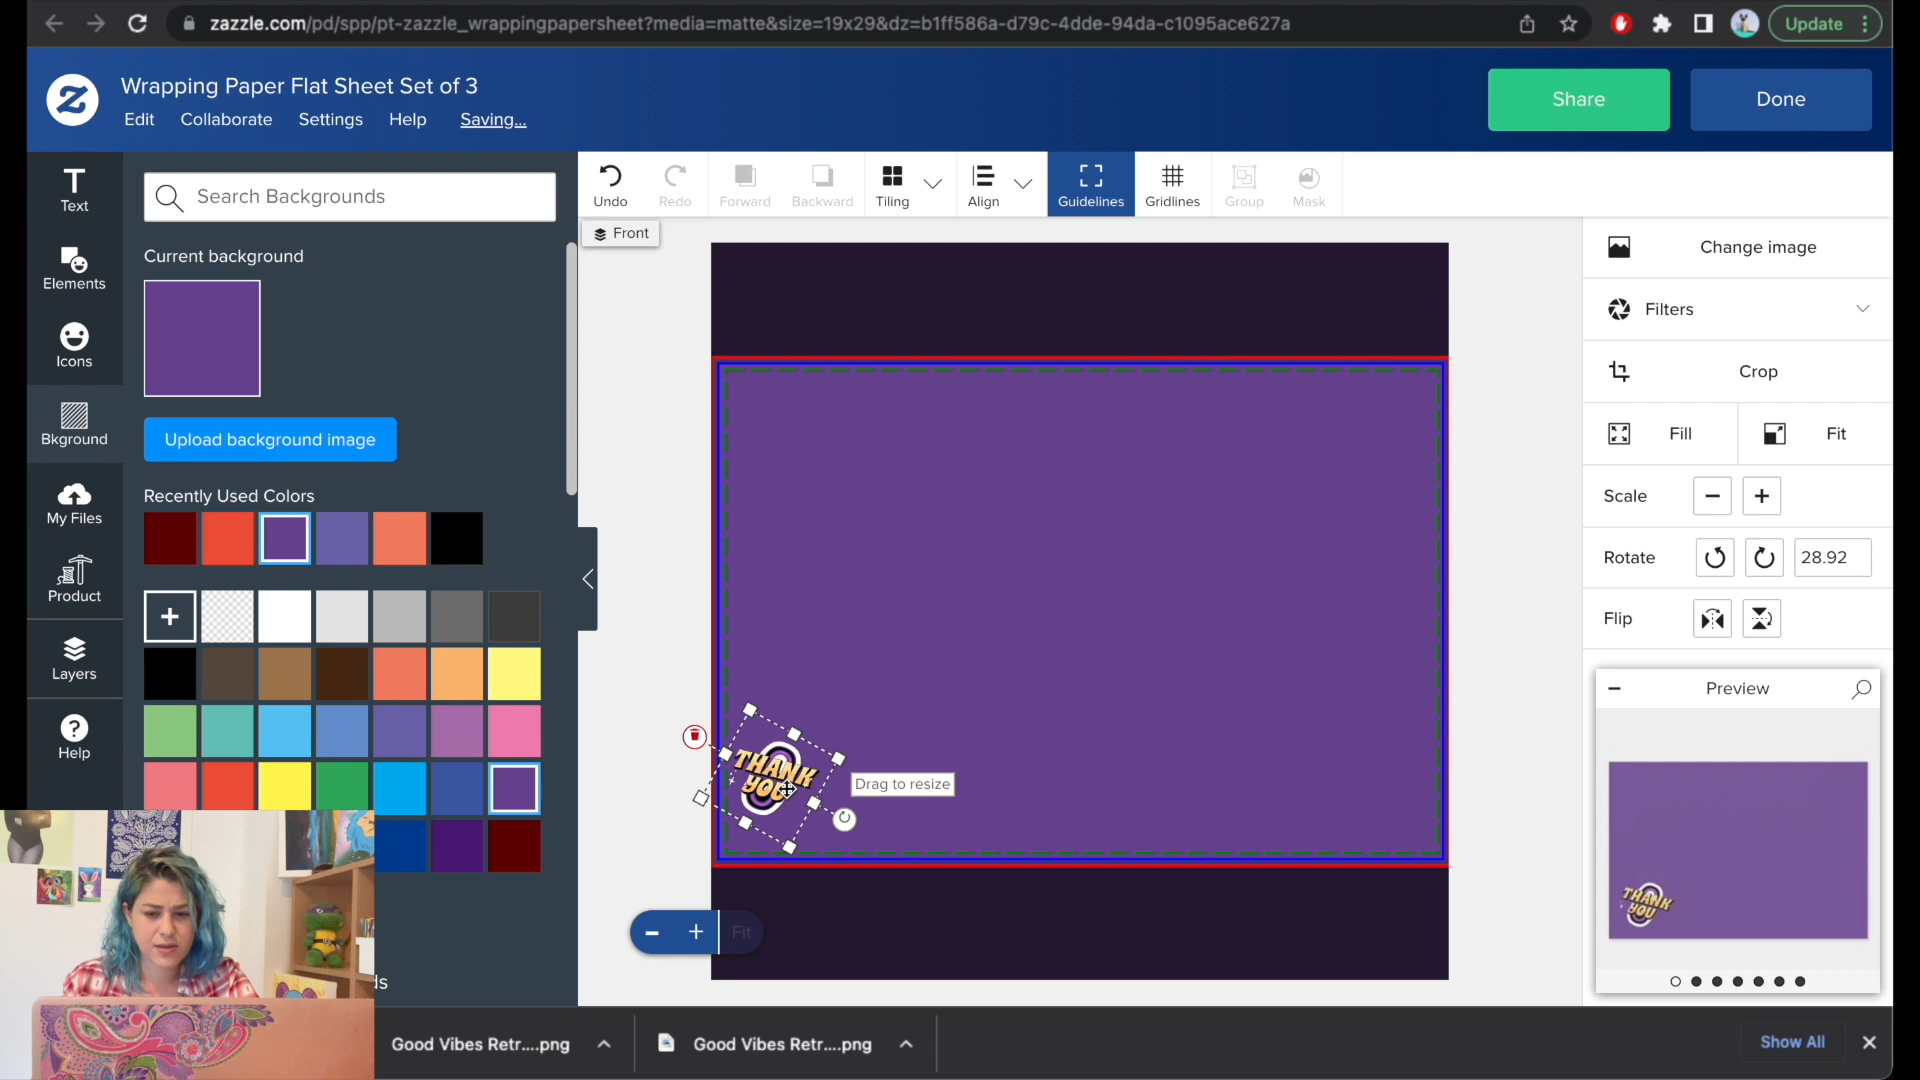 zazzle.com/pd/spp/pt-zazzle_wrappingpapersheet?media=matte&size=19x29&dz=b1ff586a-d79c-4dde-94da-c1095ace627a
Update
Wrapping Paper Flat Sheet Set of 3
Edit
Collaborate
Settings
Help
Saving...
Share
Done
Text
Elements
Icons
Bkground
My Files
Product
Layers
Help
Search Backgrounds
Current background
Upload background image
Recently Used Colors
Undo
Redo
Forward
Backward
Tiling
Align
Guidelines
Gridlines
Group
Mask
Front
THANK
YOU
Drag to resize
Fit
Change image
Filters
Crop
Fill
Fit
Scale
Rotate
28.92
Flip
Preview
THANK
YOU
Good Vibes Retr....png
Good Vibes Retr....png
Show All